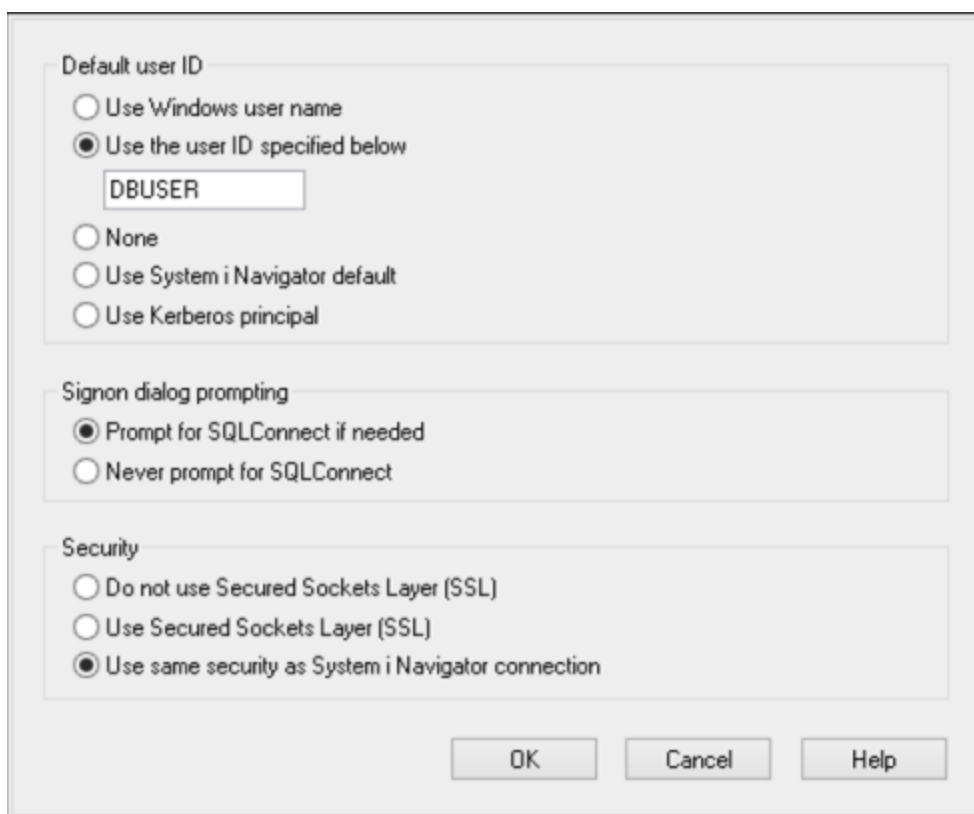 Default user ID
Use Windows user name
Use the user ID specified below
DBUSER
None
Use System i Navigator default
Use Kerberos principal
Signon dialog prompting
Prompt for SQLConnect if needed
Never prompt for SQLConnect
Security
Do not use Secured Sockets Layer (SSL)
Use Secured Sockets Layer (SSL)
Use same security as System i Navigator connection
OK Cancel Help